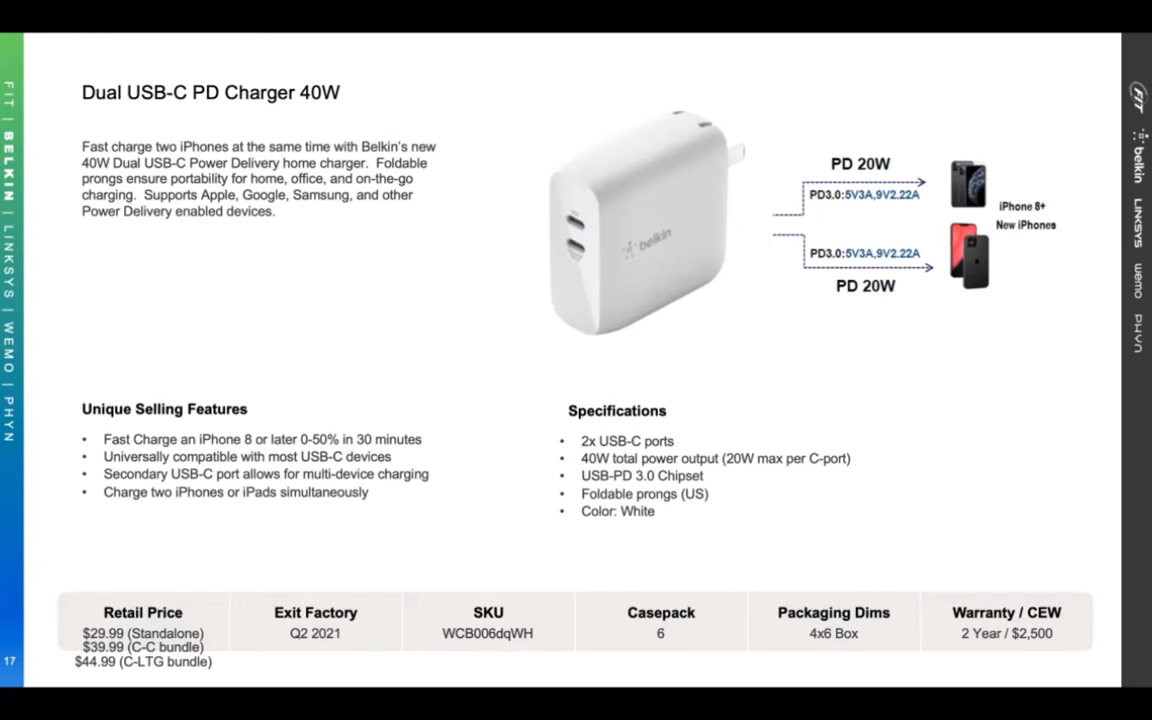 Dual USB-C PD Charger 40W
Fast charge two iPhones at the same time with Belkin's new
40W Dual USB-C Power Delivery home charger. Foldable
prongs ensure portability for home, office, and on-the-go
charging. Supports Apple, Google, Samsung, and other
Power Delivery enabled devices.
belkin
PD 20W
PD3.0:5V3A,9V2.22A
iPhone 8+
New iPhones
PD3.0:5V3A,9V2.22A
PD 20W
Unique Selling Features
• Fast Charge an iPhone 8 or later 0-50% in 30 minutes
• Universally compatible with most USB-C devices
• Secondary USB-C port allows for multi-device charging
• Charge two iPhones or iPads simultaneously
Specifications
• 2x USB-C ports
• 40W total power output (20W max per C-port)
• USB-PD 3.0 Chipset
• Foldable prongs (US)
• Color: White
Retail Price
$29.99 (Standalone)
$39.99 (C-C bundle)
$44.99 (C-LTG bundle)
Exit Factory
Q2 2021
SKU
WCB006dqWH
Casepack
6
Packaging Dims
4x6 Box
Warranty / CEW
2 Year / $2,500
FIT | BELKIN | LINKSYS | WEMO | PHYN
17
FIT
belkin
LINKSYS
wemo
PHYN